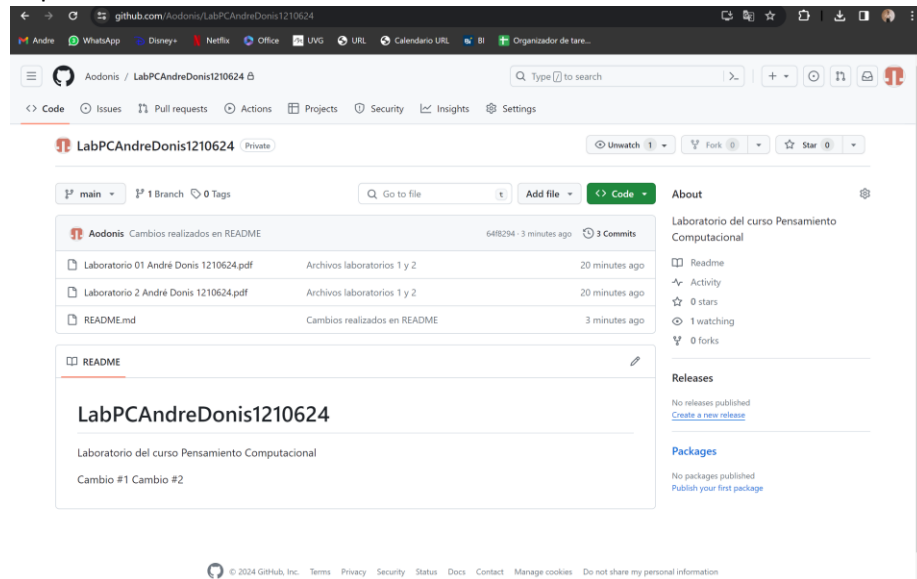 github.com/Aodonis/LabPCAndreDonis1210624
Andre WhatsApp Disney+ Netflix Office UVG URL Calendario URL BI Organizador de tare...
Aodonis / LabPCAndreDonis1210624 Type / to search
<> Code Issues Pull requests Actions Projects Security Insights Settings
LabPCAndreDonis1210624 Private Unwatch 1 Fork 0 Star 0
main 1 Branch 0 Tags Go to file t Add file <> Code About
Laboratorio del curso Pensamiento
Computacional
Aodonis Cambios realizados en README 64f8294 · 3 minutes ago 3 Commits
Laboratorio 01 André Donis 1210624.pdf Archivos laboratorios 1 y 2 20 minutes ago
Laboratorio 2 André Donis 1210624.pdf Archivos laboratorios 1 y 2 20 minutes ago
README.md Cambios realizados en README 3 minutes ago
Readme
Activity
0 stars
1 watching
0 forks
README
LabPCAndreDonis1210624
Laboratorio del curso Pensamiento Computacional
Cambio #1 Cambio #2
Releases
No releases published
Create a new release
Packages
No packages published
Publish your first package
© 2024 GitHub, Inc. Terms Privacy Security Status Docs Contact Manage cookies Do not share my personal information